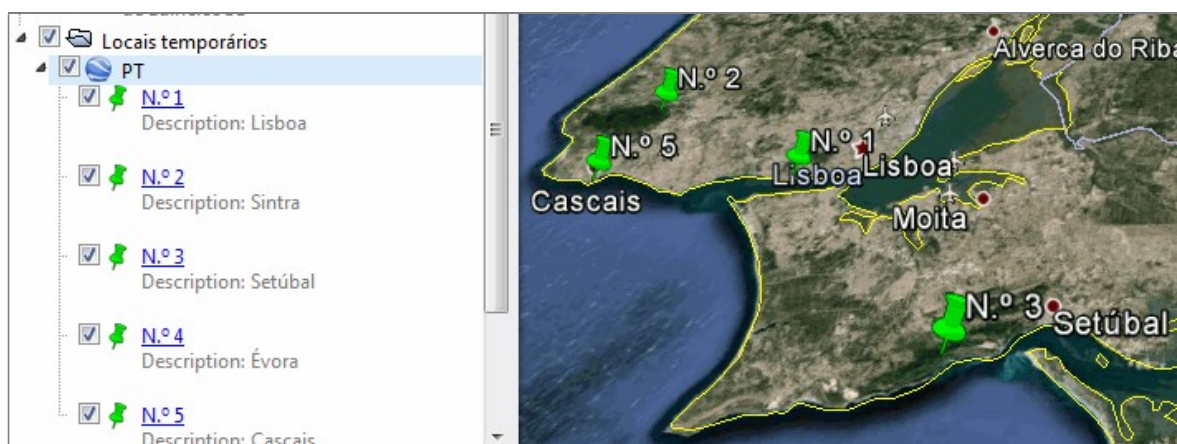 Locais temporários
PT
N.º 1
Description: Lisboa
N.º 2
Description: Sintra
N.º 3
Description: Setúbal
N.º 4
Description: Évora
N.º 5
Description: Cascais
Alverca do Riba
N.º 2
N.º 5
N.º 1
Lisboa
Lisboa
Cascais
Moita
N.º 3
Setúbal